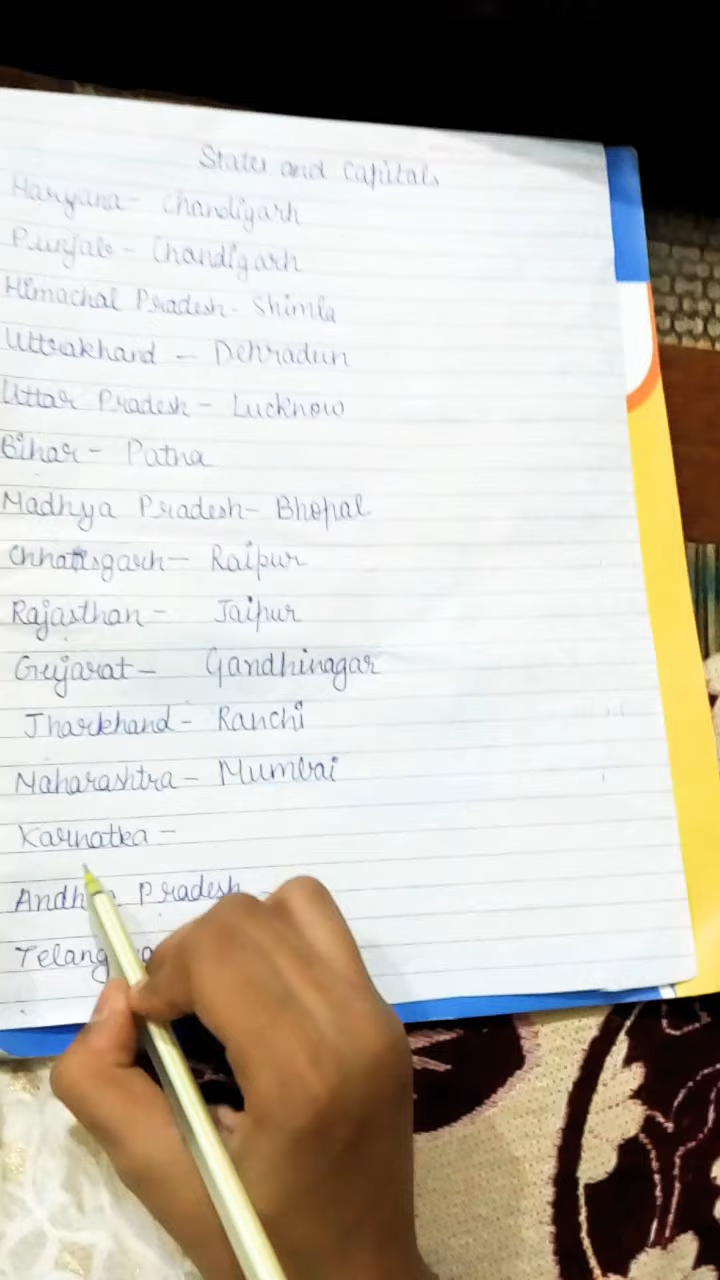 States and Capitals
Haryana- Chandigarh
Punjab- Chandigarh
Himachal Pradesh- Shimla
Uttrakhand - Dehradun
Uttar Pradesh- Lucknow
Bihar- Patna
Madhya Pradesh- Bhopal
Chhattisgarh- Raipur
Rajasthan- Jaipur
Gujarat- Gandhinagar
Jharkhand- Ranchi
Maharashtra- Mumbai
Karnatka-
Pradesh